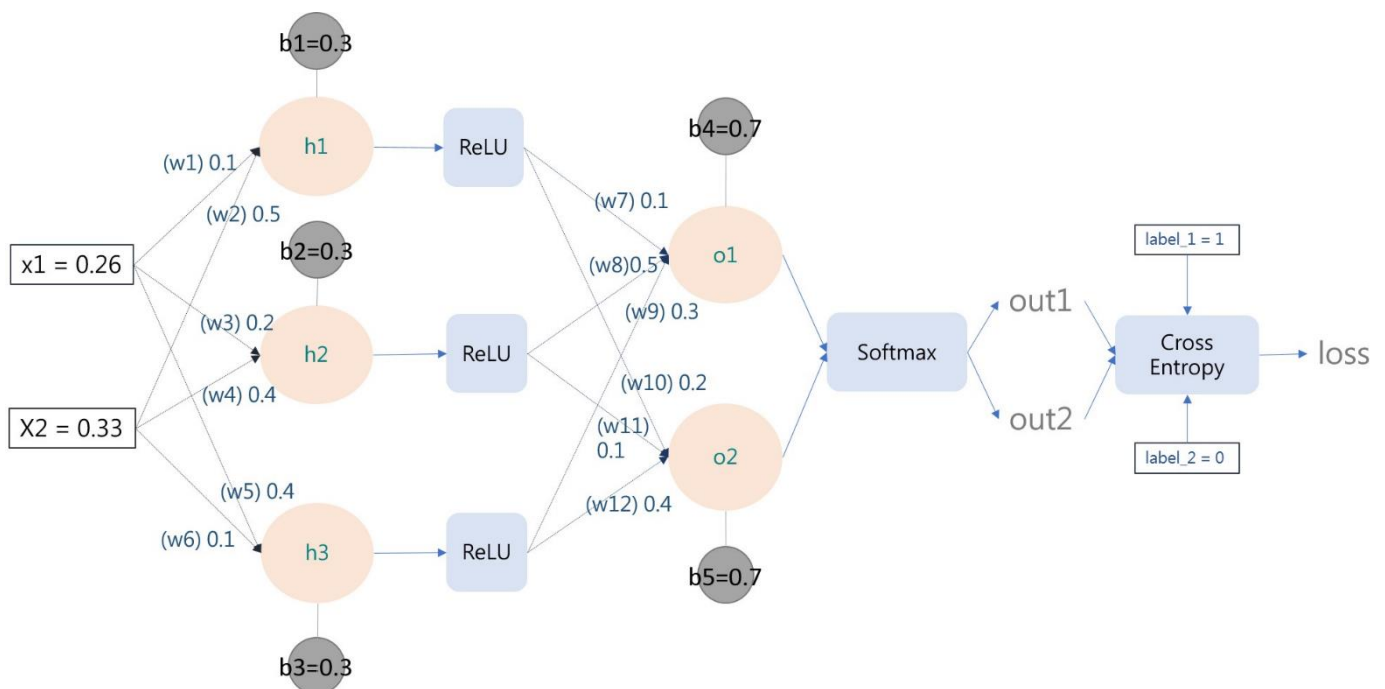 b1=0.3
h1
ReLU
(w1) 0.1
(w2) 0.5
b4=0.7
(w7) 0.1
x1 = 0.26
b2=0.3
(w8)0.5
o1
label_1 = 1
(w3) 0.2
h2
ReLU
(w9) 0.3
out1
Softmax
Cross
Entropy
loss
(w4) 0.4
(w10) 0.2
X2 = 0.33
out2
(w11)
0.1
o2
label_2 = 0
(w5) 0.4
(w12) 0.4
(w6) 0.1
h3
ReLU
b5=0.7
b3=0.3